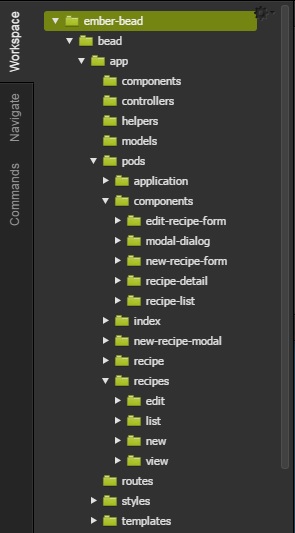 Workspace
Navigate
Commands
ember-bead
bead
app
components
controllers
helpers
models
pods
application
components
edit-recipe-form
modal-dialog
new-recipe-form
recipe-detail
recipe-list
index
new-recipe-modal
recipe
recipes
edit
list
new
view
routes
styles
templates